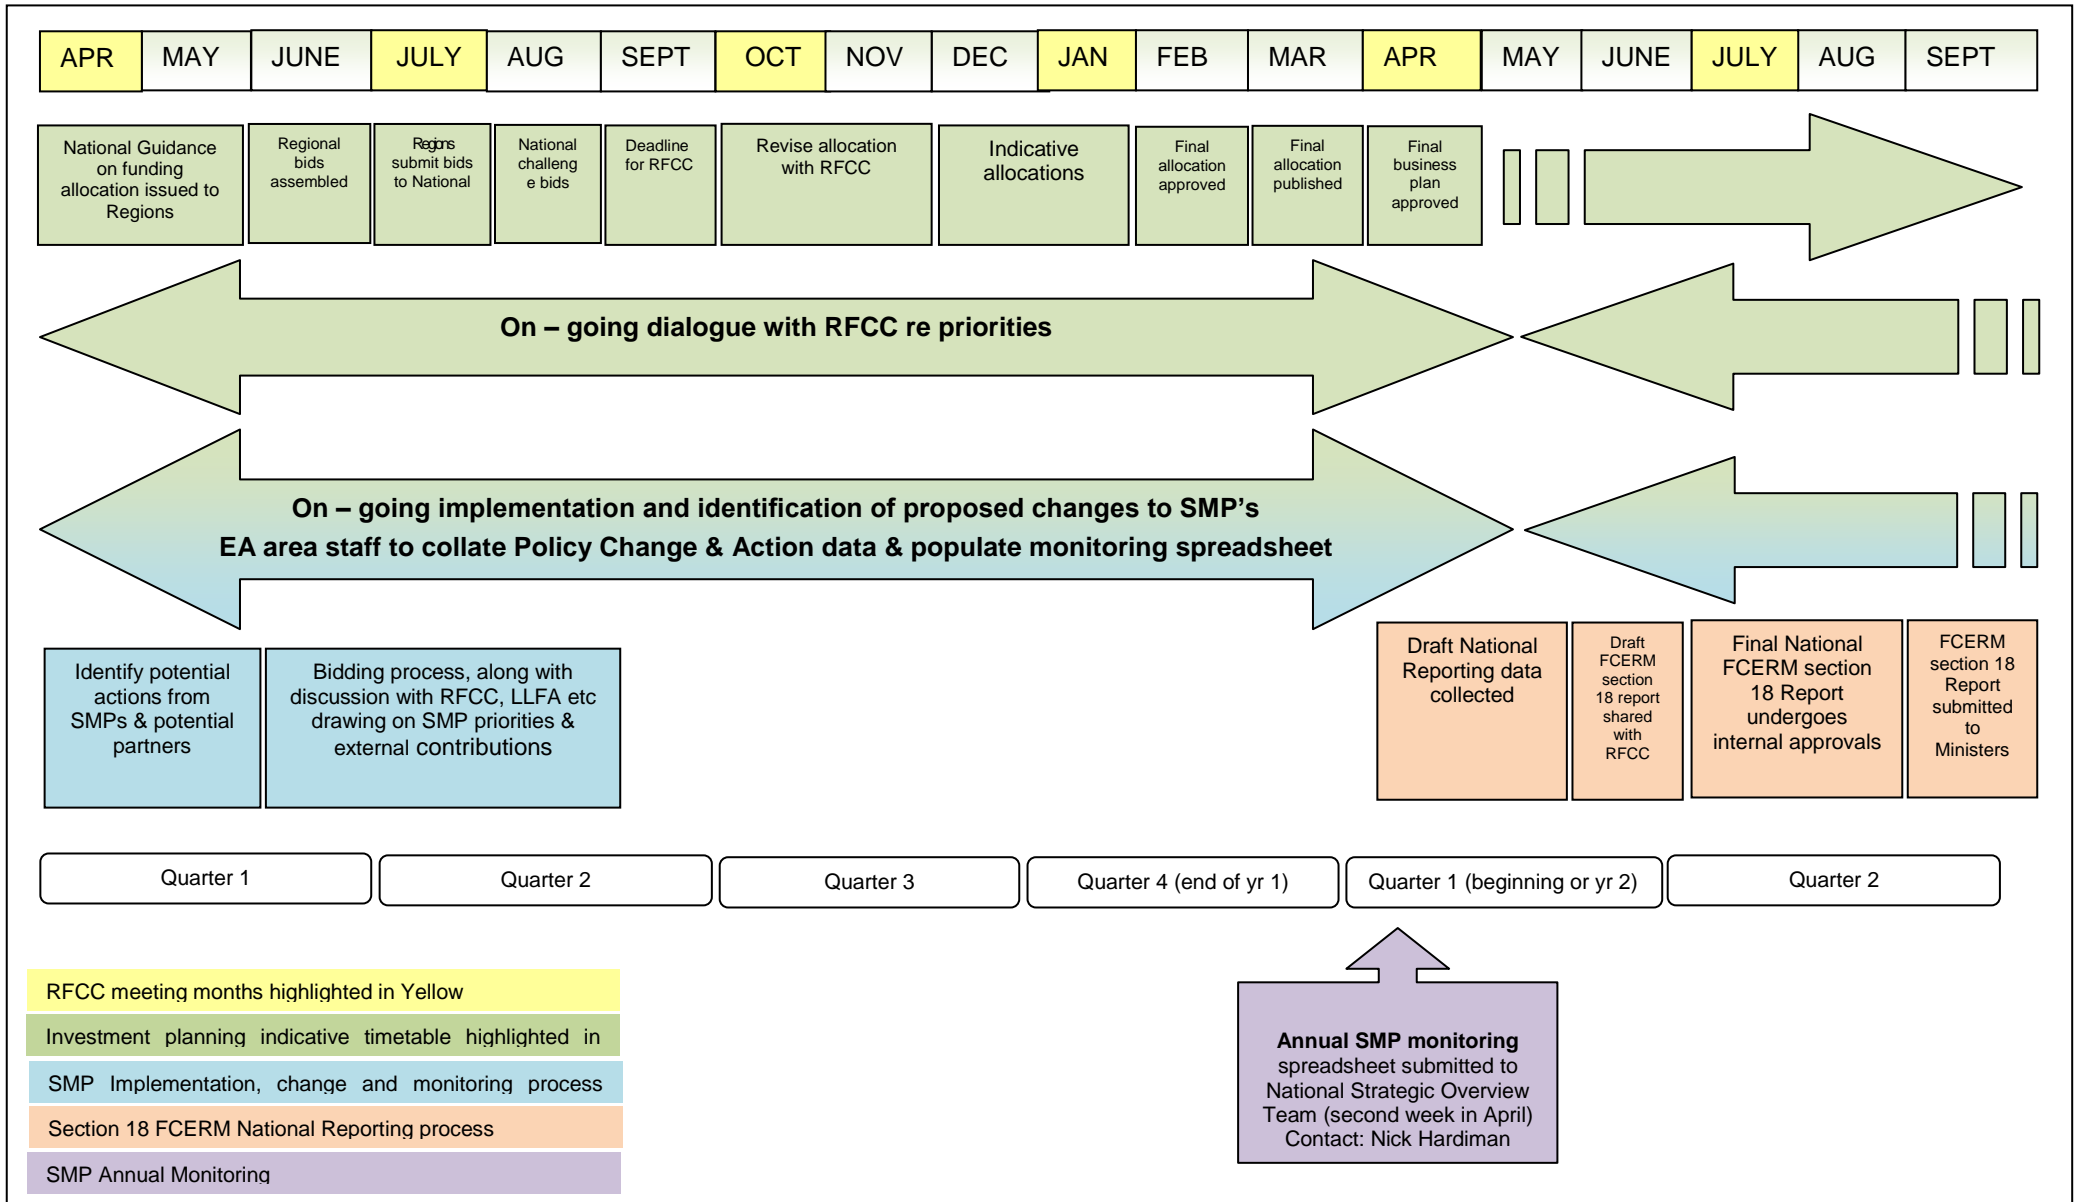 APR MAY JUNE JULY AUG SEPT OCT NOV DEC JAN FEB MAR APR MAY JUNE JULY AUG SEPT
National Guidance
on funding
allocation issued to
Regions
Regional
bids
assembled
Regions
submit bids
to National
National
challeng
e bids
Deadline
for RFCC
Revise allocation
with RFCC
Indicative
allocations
Final
allocation
approved
Final
allocation
published
Final
business
plan
approved
On – going dialogue with RFCC re priorities
On – going implementation and identification of proposed changes to SMP's
EA area staff to collate Policy Change & Action data & populate monitoring spreadsheet
Identify potential
actions from
SMPs & potential
partners
Bidding process, along with
discussion with RFCC, LLFA etc
drawing on SMP priorities &
external contributions
Draft National
Reporting data
collected
Draft
FCERM
section
18 report
shared
with
RFCC
Final National
FCERM section
18 Report
undergoes
internal approvals
FCERM
section 18
Report
submitted
to
Ministers
Quarter 1
Quarter 2
Quarter 3
Quarter 4 (end of yr 1)
Quarter 1 (beginning or yr 2)
Quarter 2
RFCC meeting months highlighted in Yellow
Investment planning indicative timetable highlighted in
SMP Implementation, change and monitoring process
Section 18 FCERM National Reporting process
SMP Annual Monitoring
Annual SMP monitoring
spreadsheet submitted to
National Strategic Overview
Team (second week in April)
Contact: Nick Hardiman